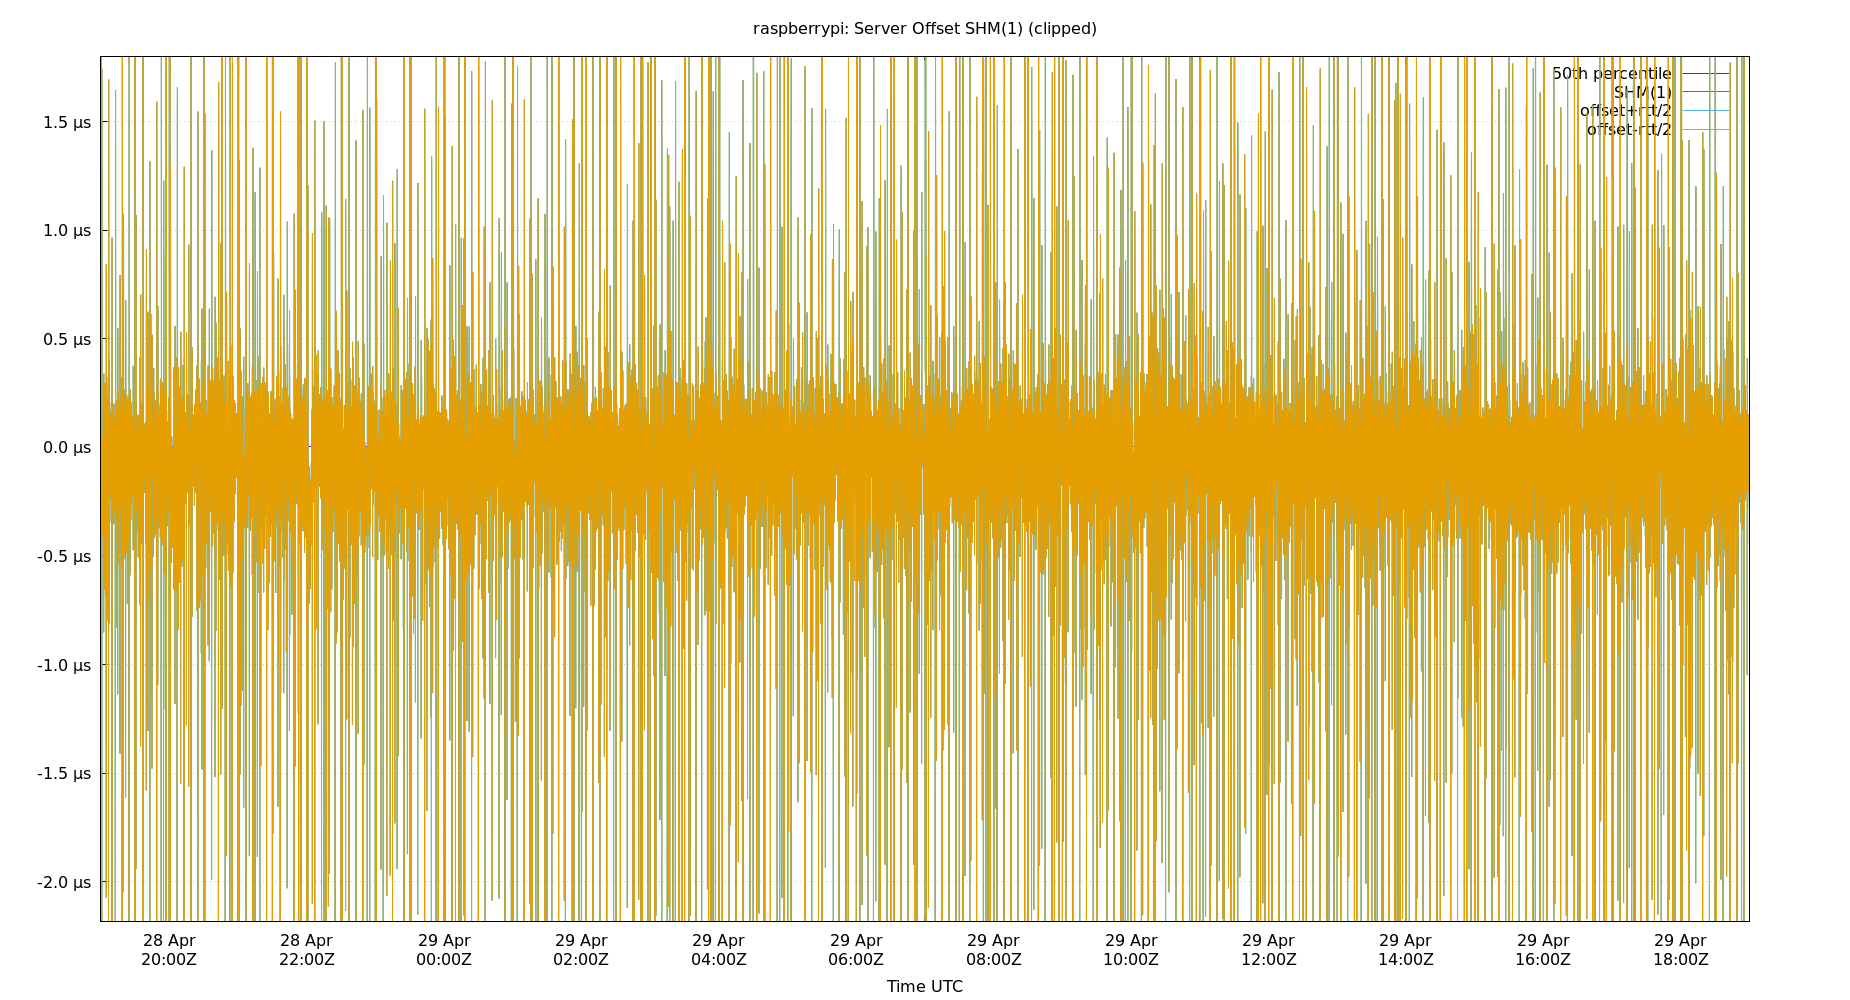 raspberrypi: Server Offset SHM(1) (clipped)
50th percentile
SHM(1)
offset+rtt/2
offset-rtt/2
1.5 µs
1.0 µs
0.5 µs
0.0 µs
-0.5 µs
-1.0 µs
-1.5 µs
-2.0 µs
28 Apr 28 Apr 29 Apr 29 Apr 29 Apr 29 Apr 29 Apr 29 Apr 29 Apr 29 Apr 29 Apr 29 Apr
20:00Z 22:00Z 00:00Z 02:00Z 04:00Z 06:00Z 08:00Z 10:00Z 12:00Z 14:00Z 16:00Z 18:00Z
Time UTC